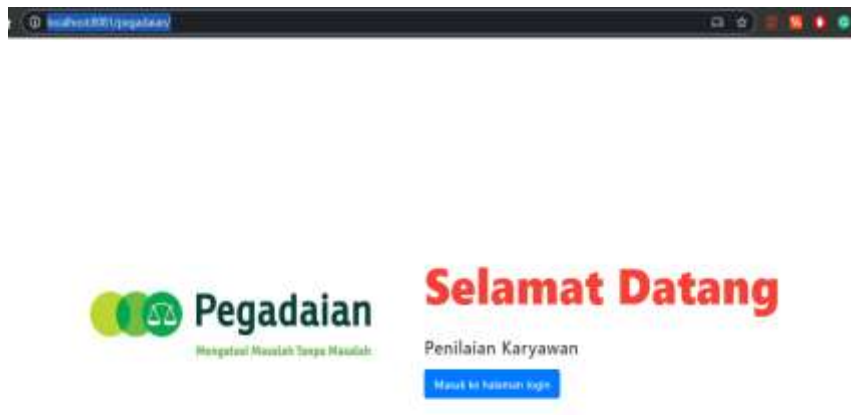 localhost:8081/pegadaian/
Pegadaian
Mengatasi Masalah Tanpa Masalah
Selamat Datang
Penilaian Karyawan
Masuk ke halaman login